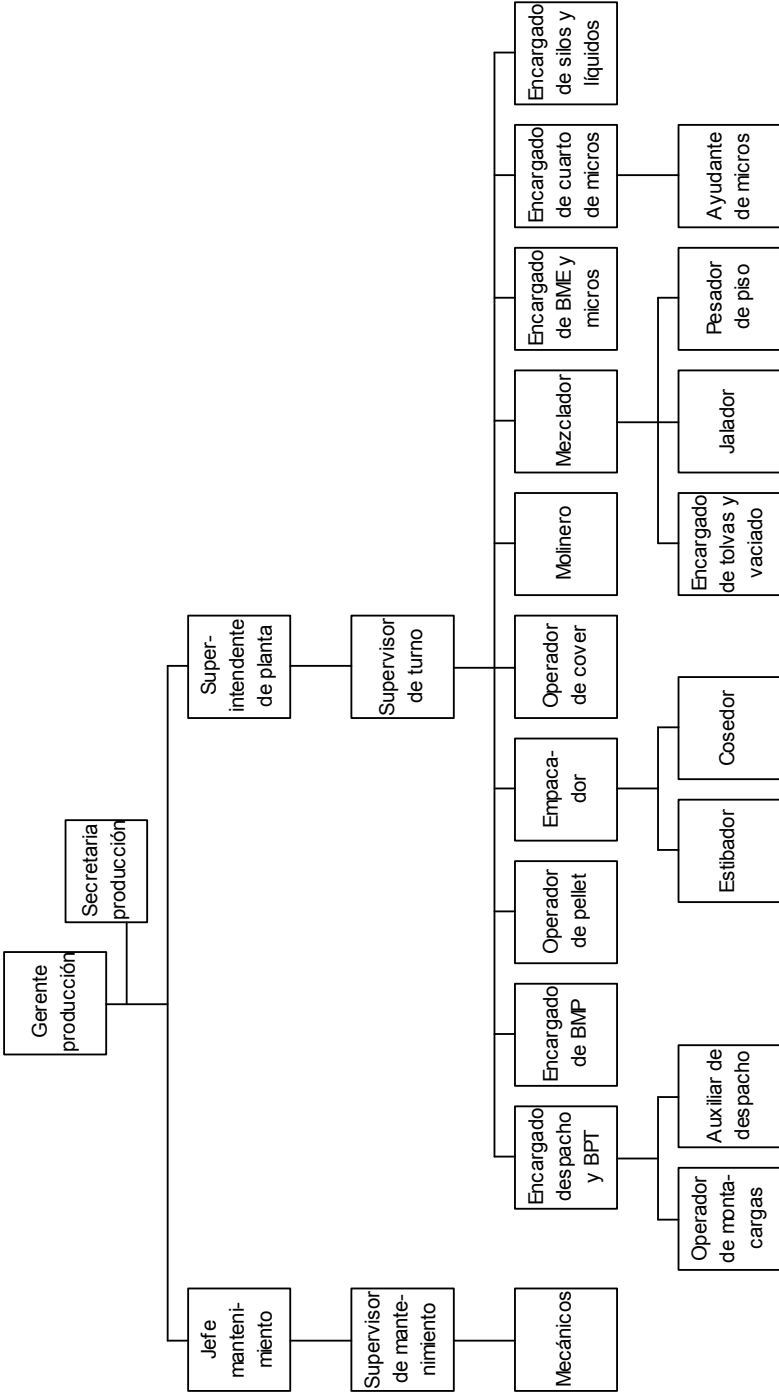 Gerente
producción
Secretaria
producción
Jefe
manteni-
miento
Super-
intendente
de planta
Supervisor
de mante-
nimiento
Supervisor
de turno
Mecánicos
Encargado
despacho
y BPT
Encargado
de BMP
Operador
de pellet
Empaca-
dor
Operador
de cover
Molinero
Mezclador
Encargado
de BME y
micros
Encargado
de cuarto
de micros
Encargado
de silos y
líquidos
Operador
de monta-
cargas
Auxiliar de
despacho
Estibador
Cosedor
Encargado
de tolvas y
vaciado
Jalador
Pesador
de piso
Ayudante
de micros